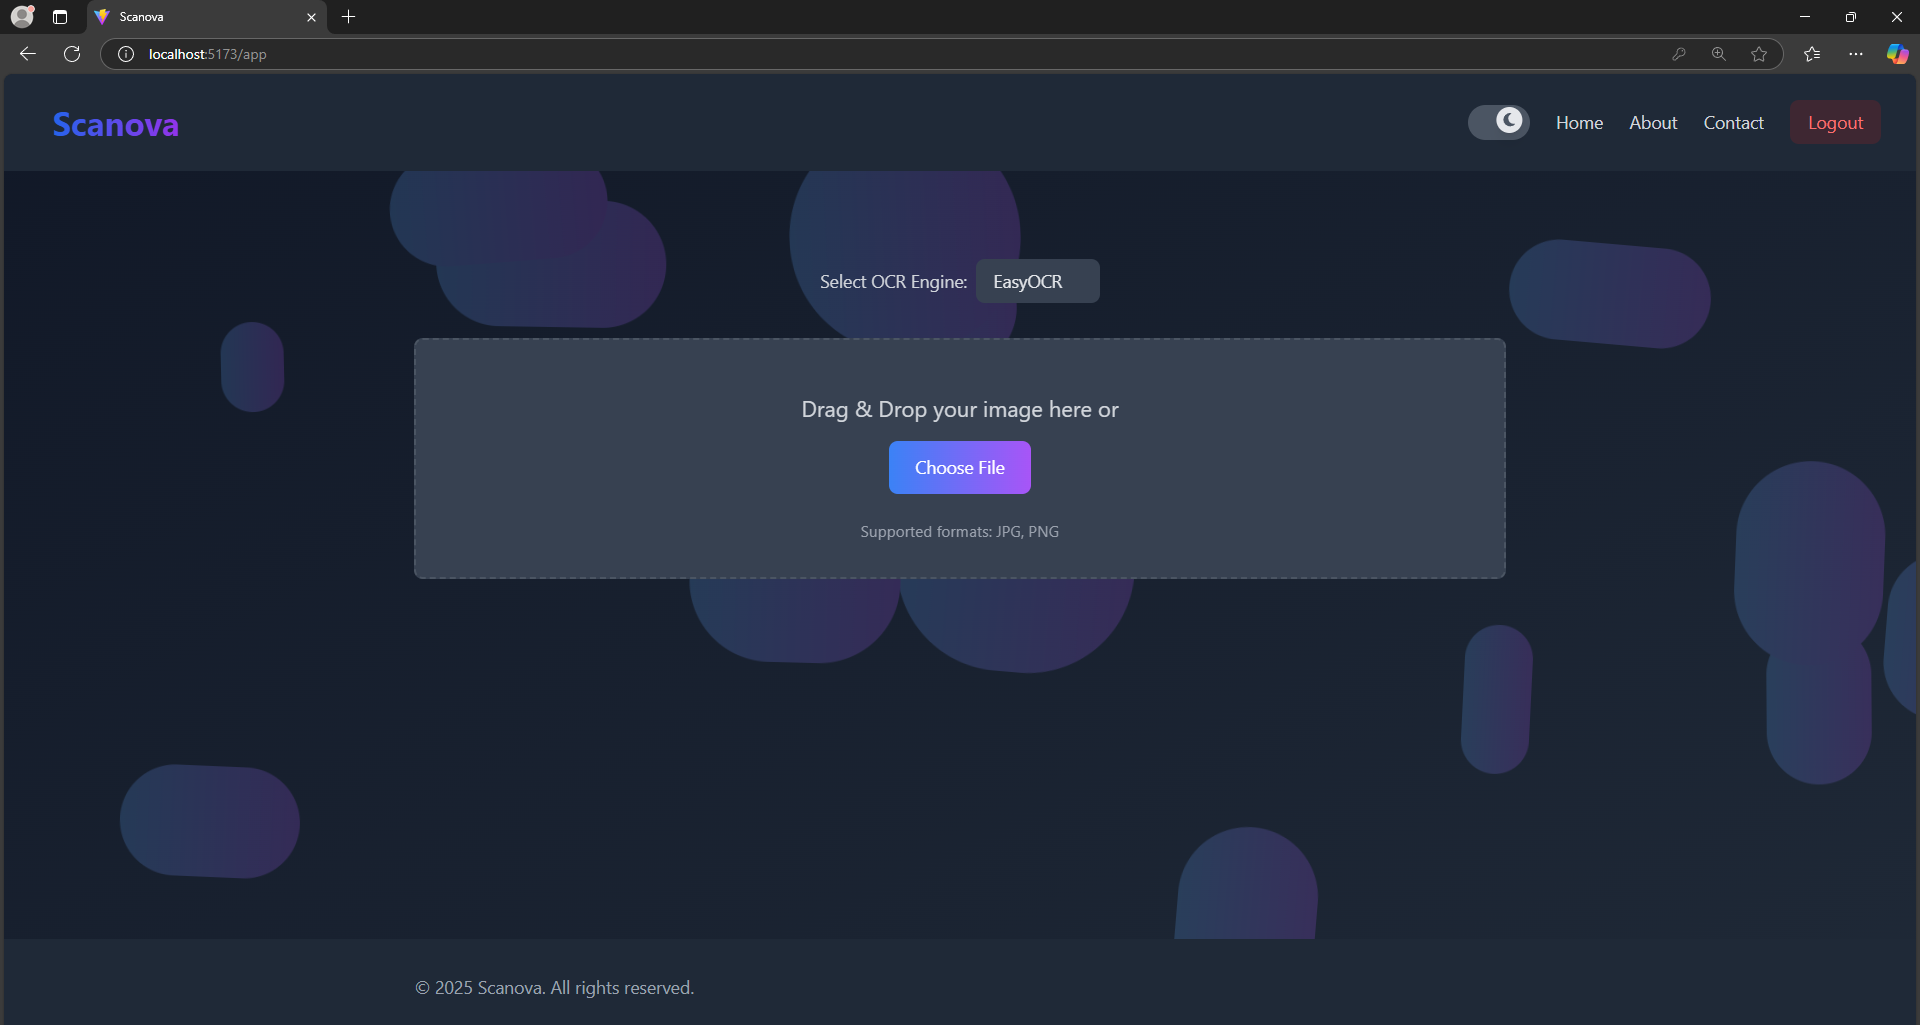 Scanova
localhost:5173/app
Scanova
Home About Contact Logout
Select OCR Engine: EasyOCR
Drag & Drop your image here or
Choose File
Supported formats: JPG, PNG
© 2025 Scanova. All rights reserved.